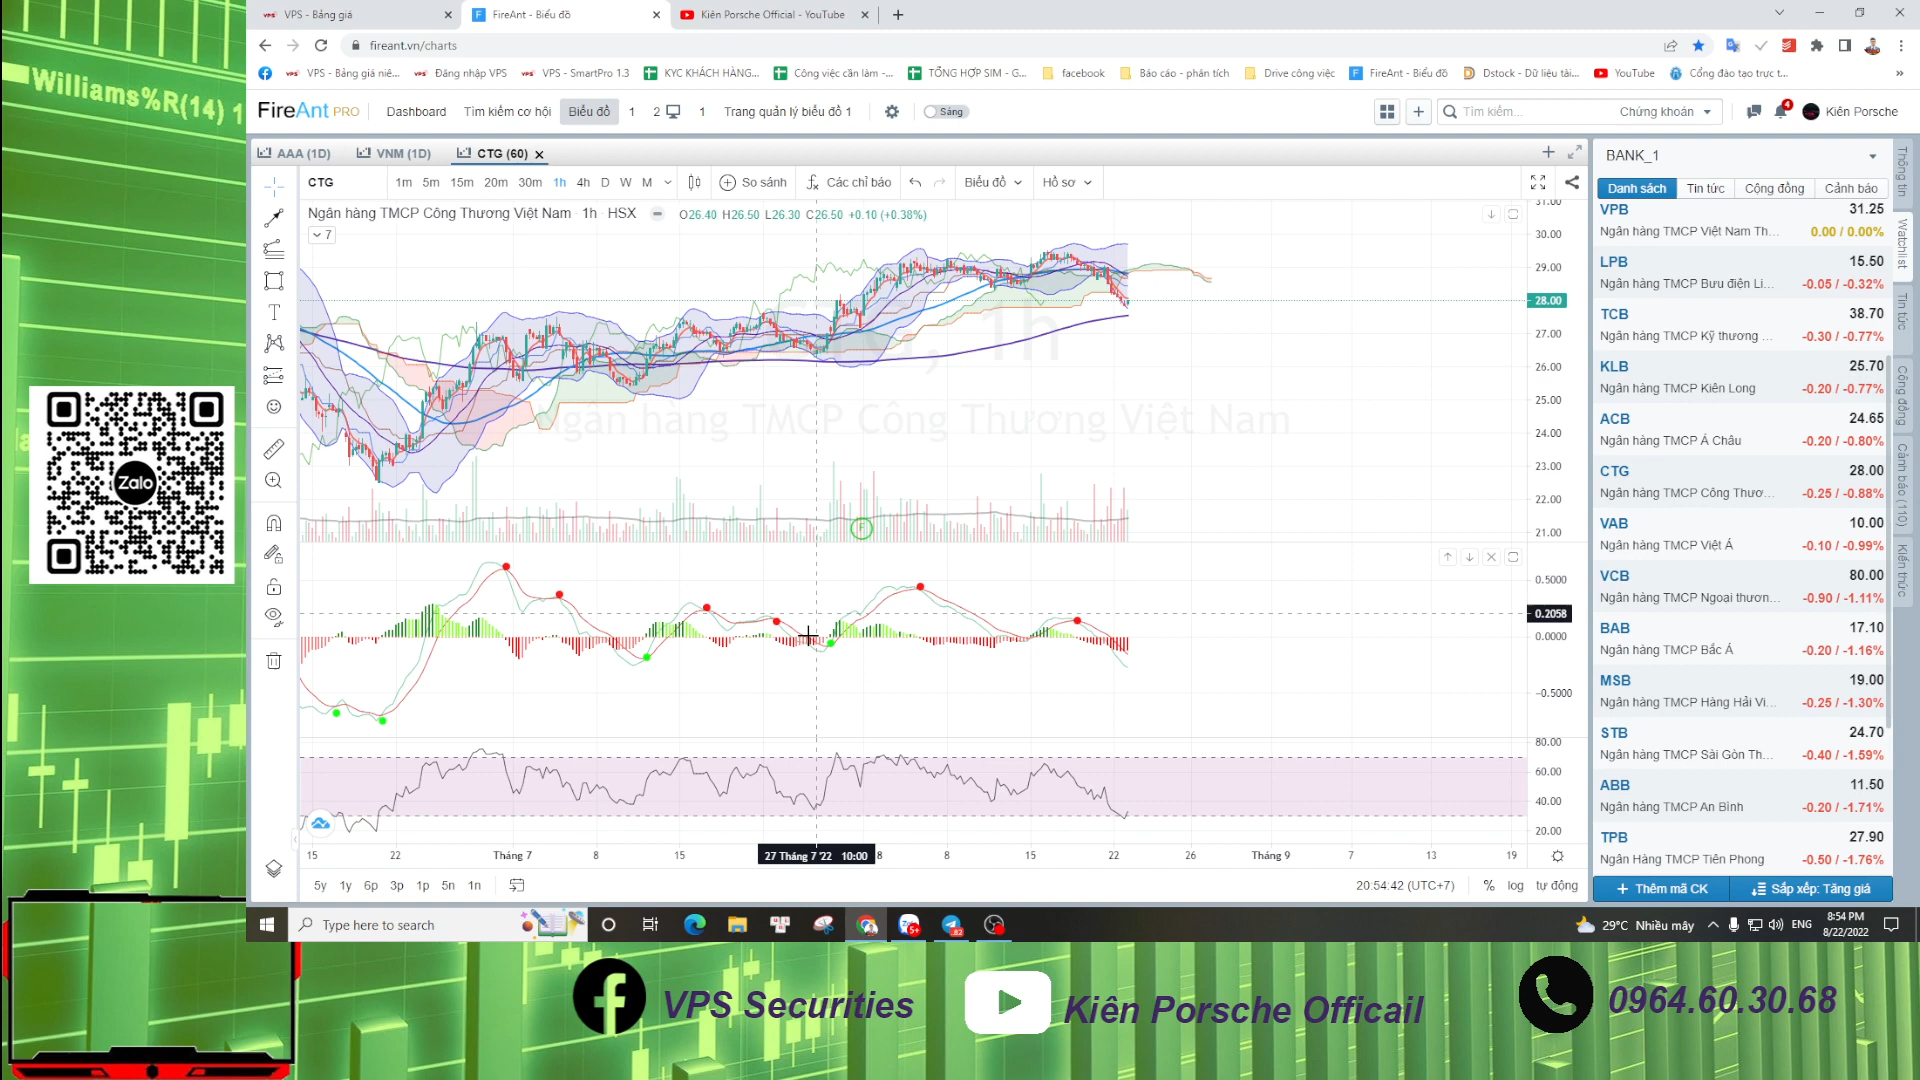 VPS - Bảng giá
FireAnt - Biểu đồ
Kiên Porsche Official - YouTube
fireant.vn/charts
VPS - Bảng giá niê...
Đăng nhập VPS
VPS - SmartPro 1.3
KYC KHÁCH HÀNG...
Công việc cần làm -...
TỔNG HỢP SIM - G...
facebook
Báo cáo - phân tích
Drive công việc
FireAnt - Biểu đồ
Dstock - Dữ liệu tài...
YouTube
Cổng đào tạo trực t...
FireAnt PRO
Dashboard
Tìm kiếm cơ hội
Biểu đồ
1
2
1
Trang quản lý biểu đồ 1
Sáng
Tìm kiếm...
Chứng khoán
4
Kiên Porsche
AAA (1D)
VNM (1D)
CTG (60)
CTG
1m 5m 15m 20m 30m 1h 4h D W M
So sánh
Các chỉ báo
Biểu đồ
Hồ sơ
Ngân hàng TMCP Công Thương Việt Nam · 1h · HSX
O26.40 H26.50 L26.30 C26.50 +0.10 (+0.38%)
7
Ngân hàng TMCP Công Thương Việt Nam
31.00
30.00
29.00
28.00
27.00
26.00
25.00
24.00
23.00
22.00
21.00
0.5000
0.2058
0.0000
−0.5000
80.00
60.00
40.00
20.00
15 22 Tháng 7 8 15 27 Tháng 7 '22 10:00 8 8 15 22 26 Tháng 9 7 13 19
5y 1y 6p 3p 1p 5n 1n
20:54:42 (UTC+7)
% log tự động
BANK_1
Danh sách
Tin tức
Cộng đồng
Cảnh báo
VPB 31.25
Ngân hàng TMCP Việt Nam Th... 0.00 / 0.00%
LPB 15.50
Ngân hàng TMCP Bưu điện Li... -0.05 / -0.32%
TCB 38.70
Ngân hàng TMCP Kỹ thương ... -0.30 / -0.77%
KLB 25.70
Ngân hàng TMCP Kiên Long -0.20 / -0.77%
ACB 24.65
Ngân hàng TMCP Á Châu -0.20 / -0.80%
CTG 28.00
Ngân hàng TMCP Công Thươ... -0.25 / -0.88%
VAB 10.00
Ngân hàng TMCP Việt Á -0.10 / -0.99%
VCB 80.00
Ngân hàng TMCP Ngoại thươn... -0.90 / -1.11%
BAB 17.10
Ngân hàng TMCP Bắc Á -0.20 / -1.16%
MSB 19.00
Ngân hàng TMCP Hàng Hải Vi... -0.25 / -1.30%
STB 24.70
Ngân hàng TMCP Sài Gòn Th... -0.40 / -1.59%
ABB 11.50
Ngân hàng TMCP An Bình -0.20 / -1.71%
TPB 27.90
Ngân Hàng TMCP Tiên Phong -0.50 / -1.76%
Thêm mã CK
Sắp xếp: Tăng giá
Thông tin
Watchlist
Tin tức
Cộng đồng
Cảnh báo (110)
Kiến thức
Type here to search
29°C Nhiều mây
ENG
8:54 PM
8/22/2022
Williams%R(14) 1
Zalo
VPS Securities
Kiên Porsche Officail
0964.60.30.68